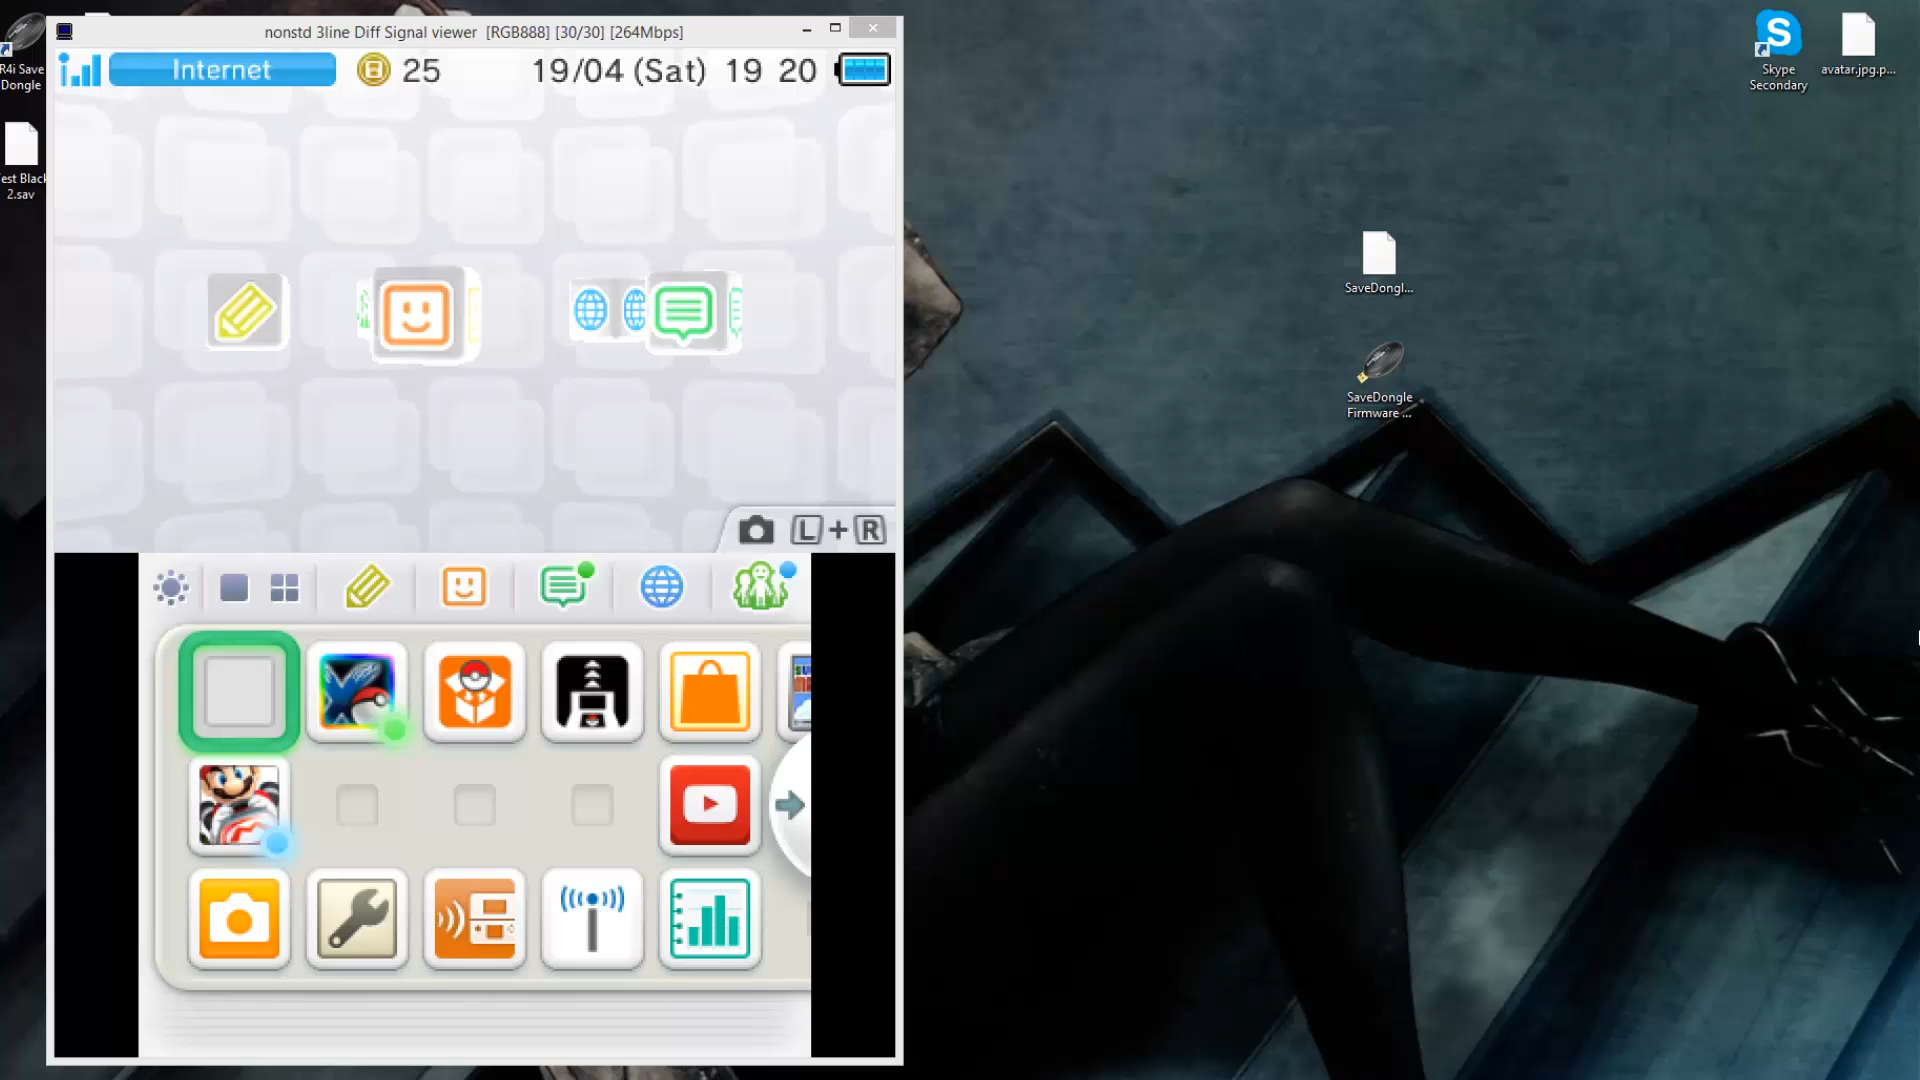 nonstd 3line Diff Signal viewer [RGB888] [30/30] [264Mbps]
Internet
25
19/04 (Sat) 19 20
L + R
R4i Save
Dongle
est Black
2.sav
Skype
Secondary
avatar.jpg.p...
SaveDongl...
SaveDongle
Firmware ...